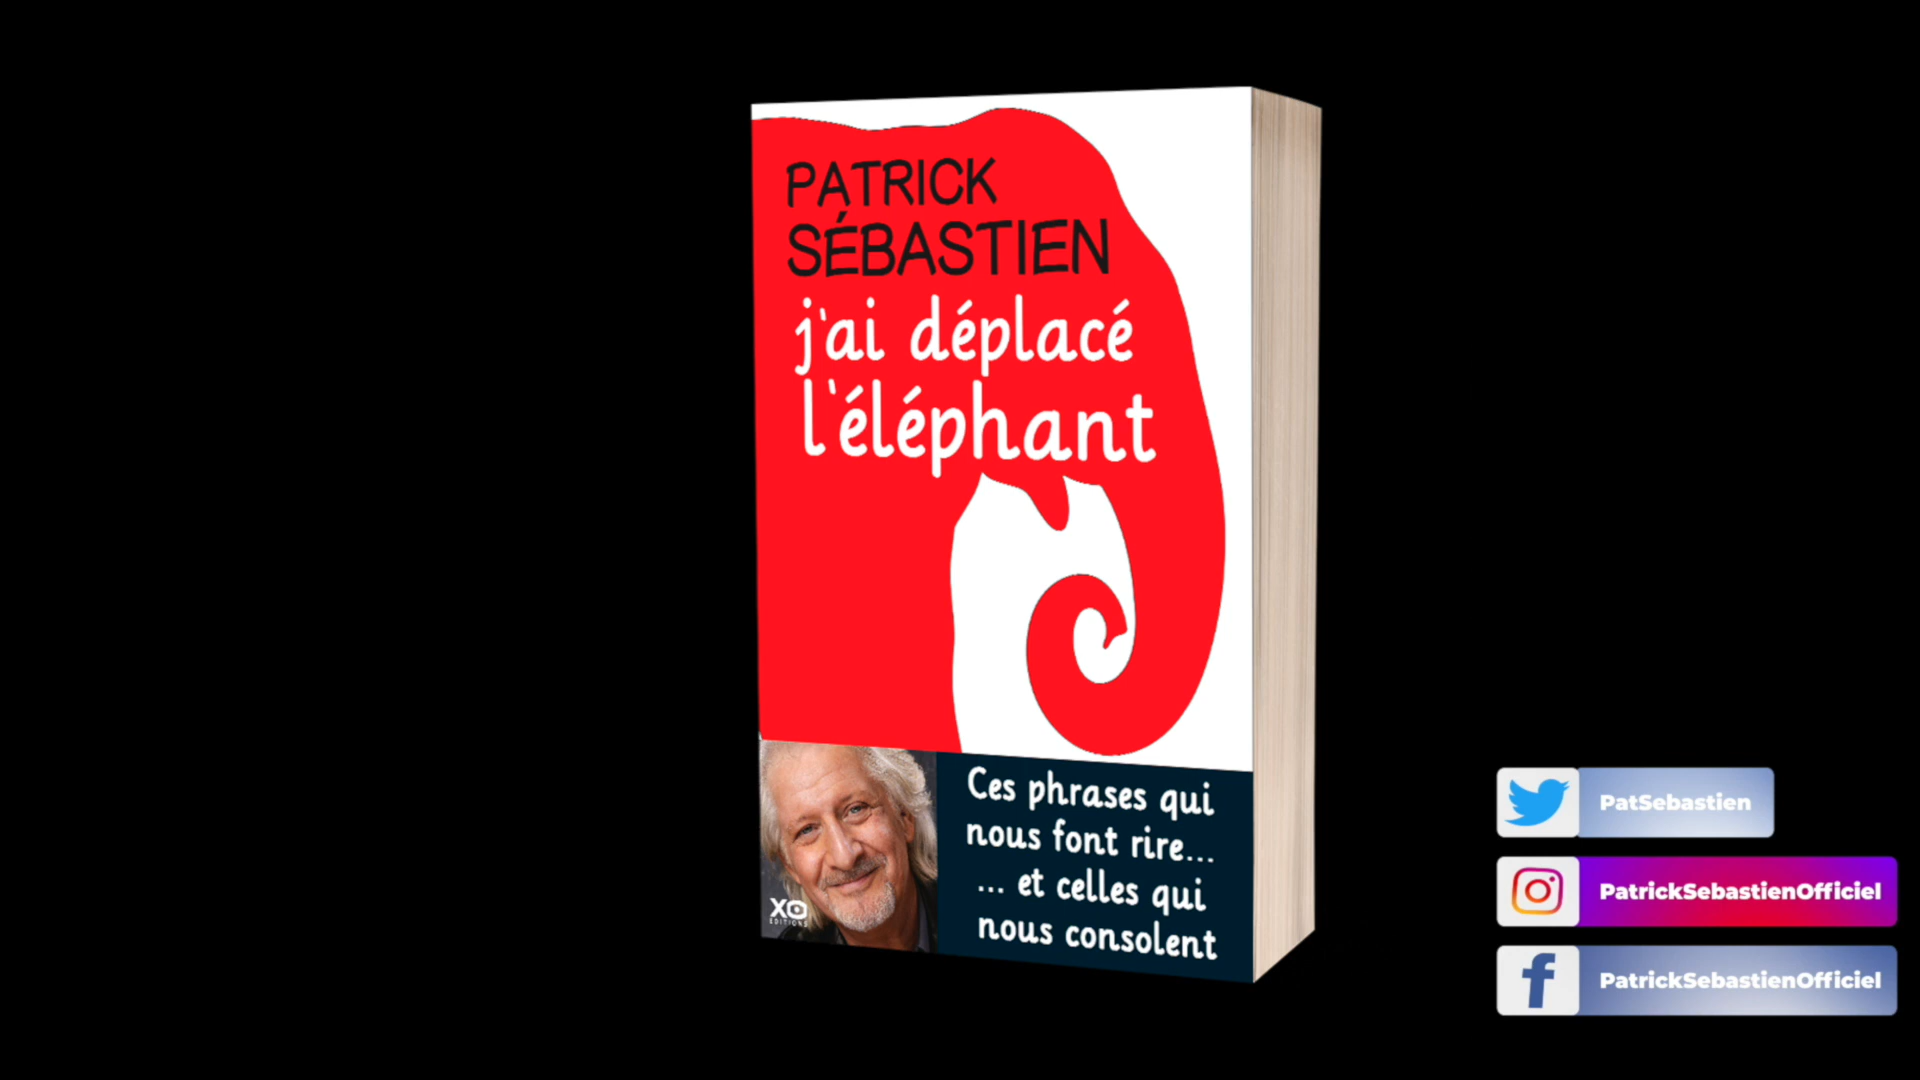 PATRICK
SÉBASTIEN
j'ai déplacé
l'éléphant
Ces phrases qui
nous font rire...
... et celles qui
nous consolent
XO
EDITIONS
PatSebastien
PatrickSebastienOfficiel
PatrickSebastienOfficiel